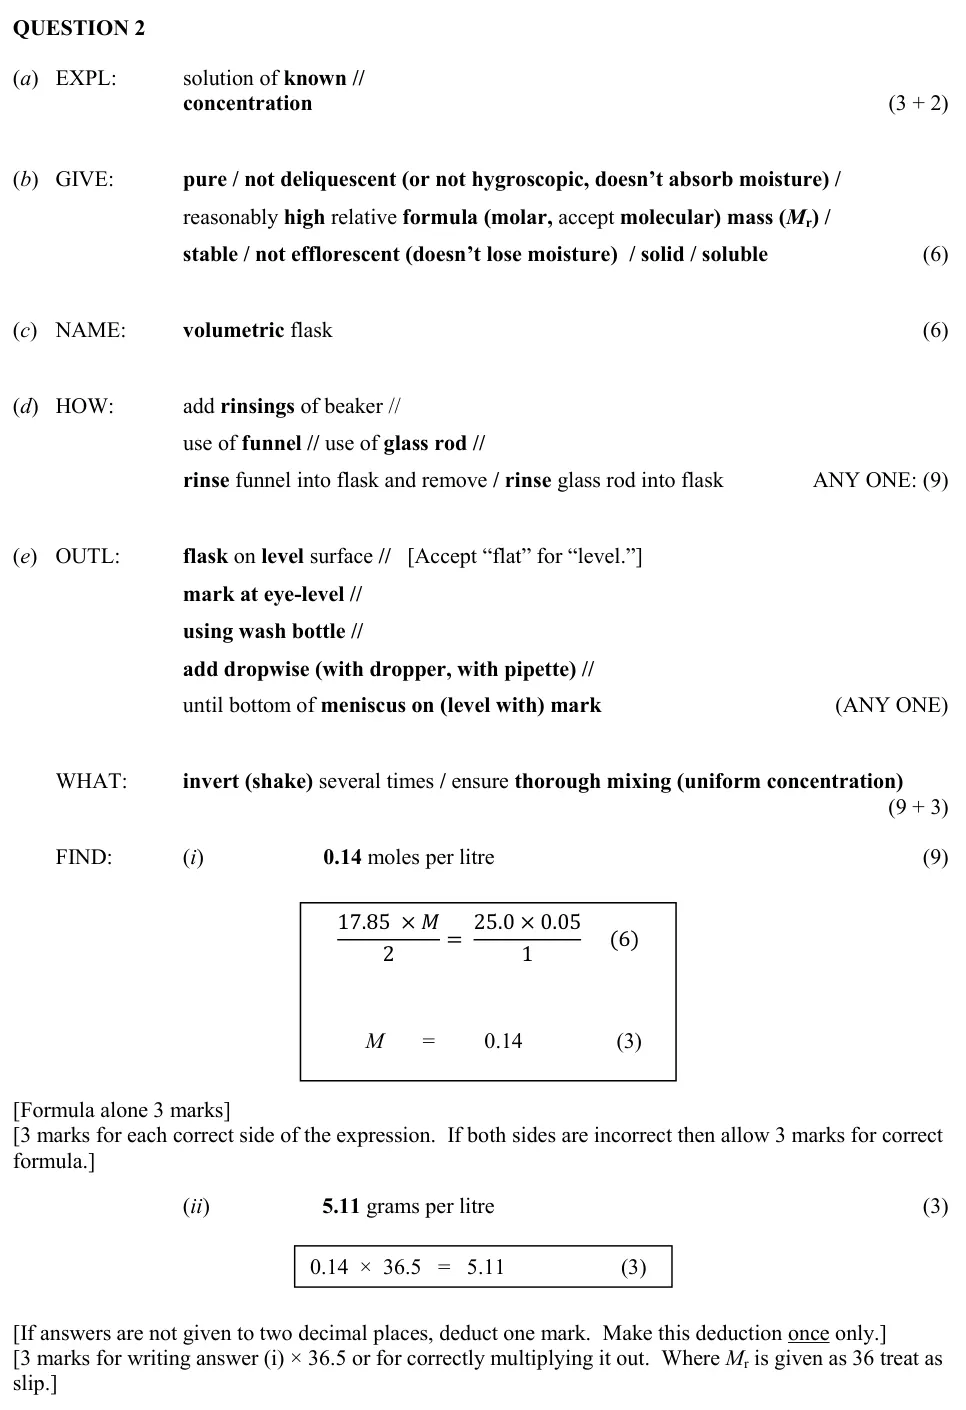 QUESTION 2
(a) EXPL: solution of known //
concentration (3 + 2)
(b) GIVE: pure / not deliquescent (or not hygroscopic, doesn’t absorb moisture) /
reasonably high relative formula (molar, accept molecular) mass (Mr) /
stable / not efflorescent (doesn’t lose moisture) / solid / soluble (6)
(c) NAME: volumetric flask (6)
(d) HOW: add rinsings of beaker //
use of funnel // use of glass rod //
rinse funnel into flask and remove / rinse glass rod into flask ANY ONE: (9)
(e) OUTL: flask on level surface // [Accept “flat” for “level.”]
mark at eye-level //
using wash bottle //
add dropwise (with dropper, with pipette) //
until bottom of meniscus on (level with) mark (ANY ONE)
WHAT: invert (shake) several times / ensure thorough mixing (uniform concentration)
(9 + 3)
FIND: (i) 0.14 moles per litre (9)
17.85 × M / 2 = 25.0 × 0.05 / 1 (6)
M = 0.14 (3)
[Formula alone 3 marks]
[3 marks for each correct side of the expression. If both sides are incorrect then allow 3 marks for correct
formula.]
(ii) 5.11 grams per litre (3)
0.14 × 36.5 = 5.11 (3)
[If answers are not given to two decimal places, deduct one mark. Make this deduction once only.]
[3 marks for writing answer (i) × 36.5 or for correctly multiplying it out. Where Mr is given as 36 treat as
slip.]